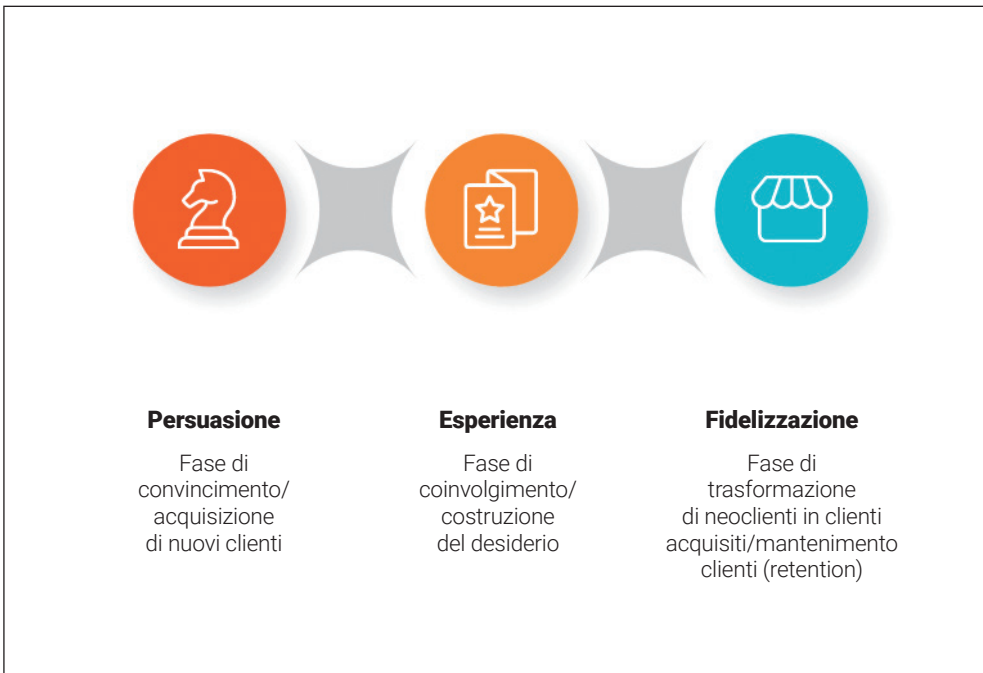 Persuasione
Fase di
convincimento/
acquisizione
di nuovi clienti
Esperienza
Fase di
coinvolgimento/
costruzione
del desiderio
Fidelizzazione
Fase di
trasformazione
di neoclienti in clienti
acquisiti/mantenimento
clienti (retention)